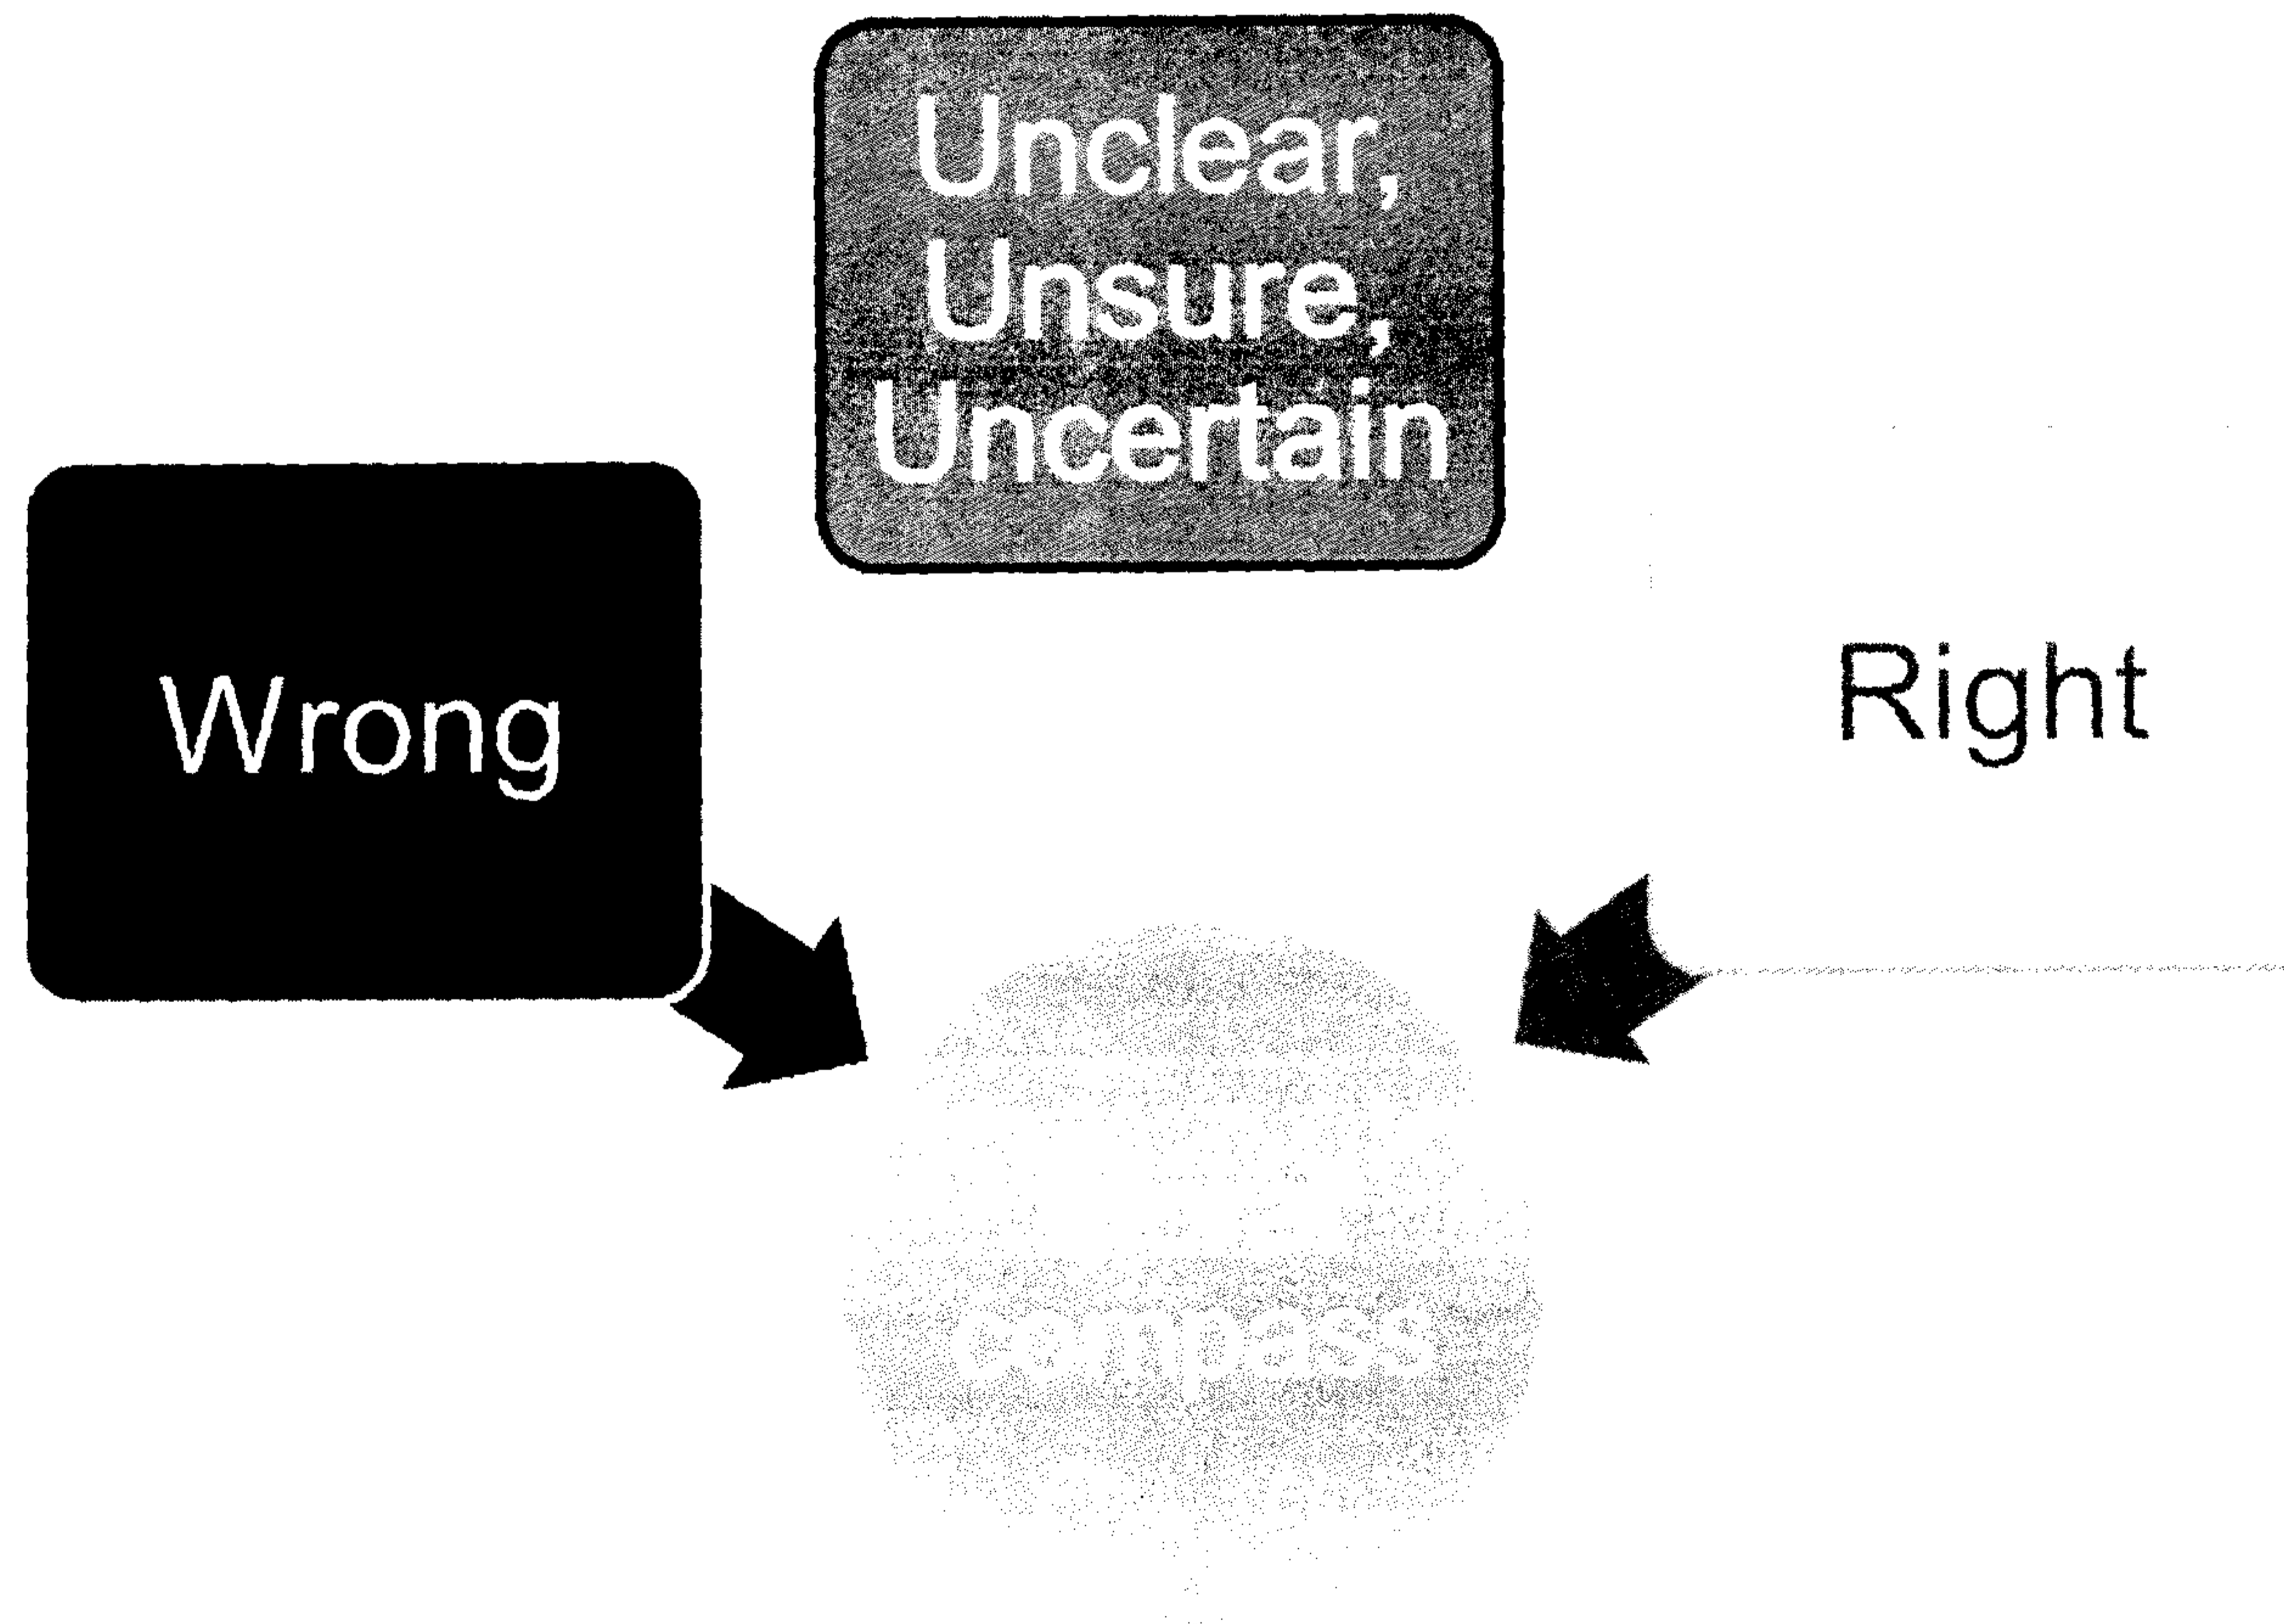 Unclear,
Unsure,
Uncertain
Wrong
Right
compass